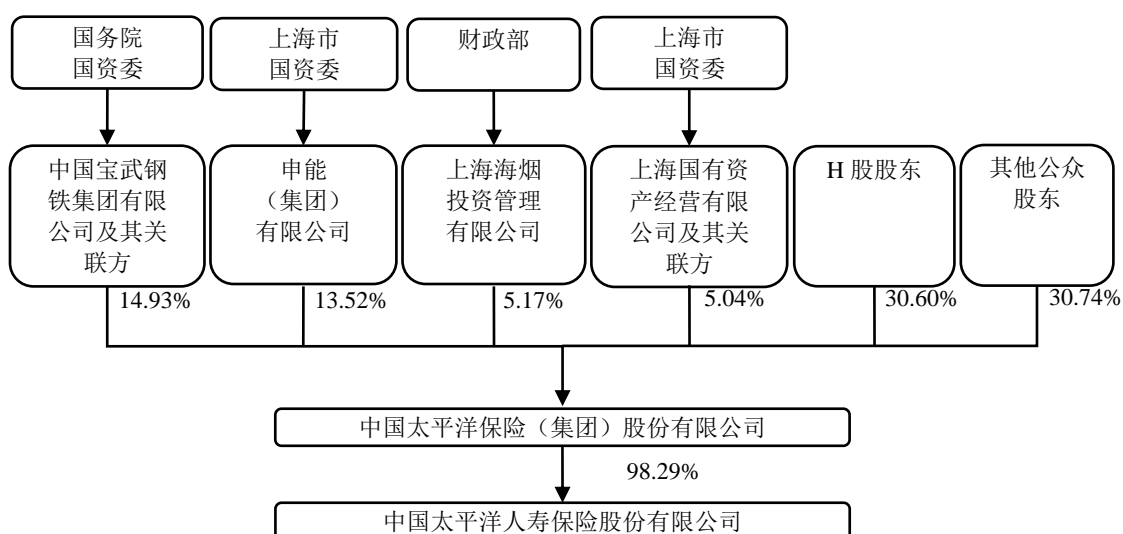 国务院
国资委
上海市
国资委
财政部
上海市
国资委
中国宝武钢
铁集团有限
公司及其关
联方
申能
（集团）
有限公司
上海海烟
投资管理
有限公司
上海国有资
产经营有限
公司及其关
联方
H 股股东
其他公众
股东
14.93%
13.52%
5.17%
5.04%
30.60%
30.74%
中国太平洋保险（集团）股份有限公司
98.29%
中国太平洋人寿保险股份有限公司